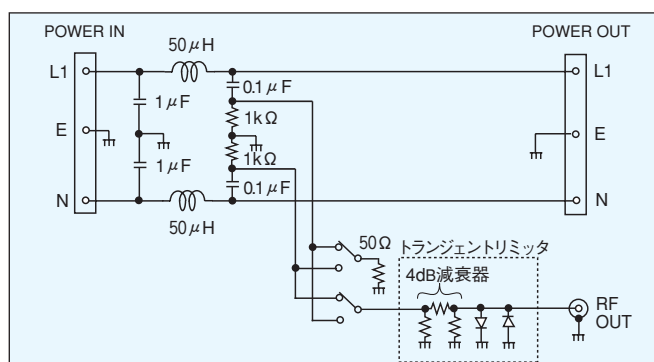 POWER IN
POWER OUT
50μH
L1
L1
0.1μF
1μF
1kΩ
E
E
1kΩ
1μF
0.1μF
N
N
50μH
50Ω
トランジェントリミッタ
4dB減衰器
RF
OUT